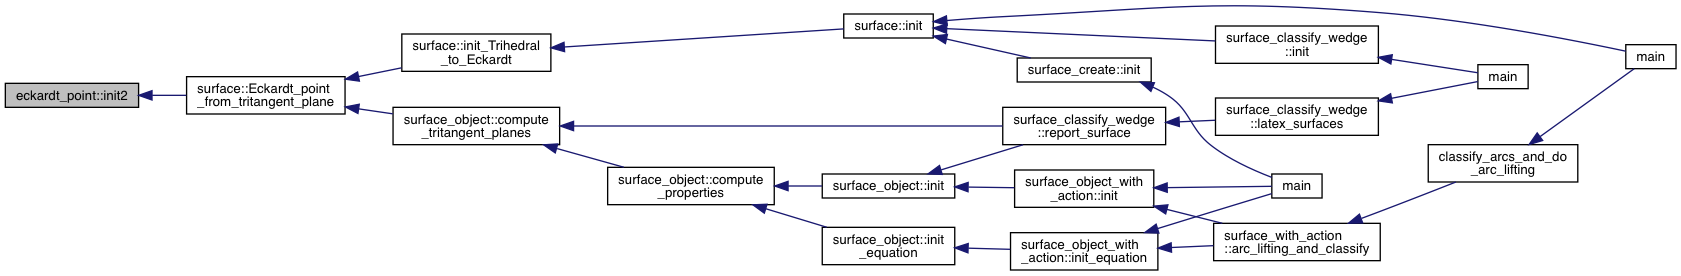 eckardt_point::init2
surface::Eckardt_point
_from_tritangent_plane
surface::init_Trihedral
_to_Eckardt
surface_object::compute
_tritangent_planes
surface_object::compute
_properties
surface::init
surface_create::init
surface_classify_wedge
::report_surface
surface_object::init
surface_object::init
_equation
surface_object_with
_action::init
surface_object_with
_action::init_equation
surface_classify_wedge
::init
surface_classify_wedge
::latex_surfaces
main
surface_with_action
::arc_lifting_and_classify
main
classify_arcs_and_do
_arc_lifting
main